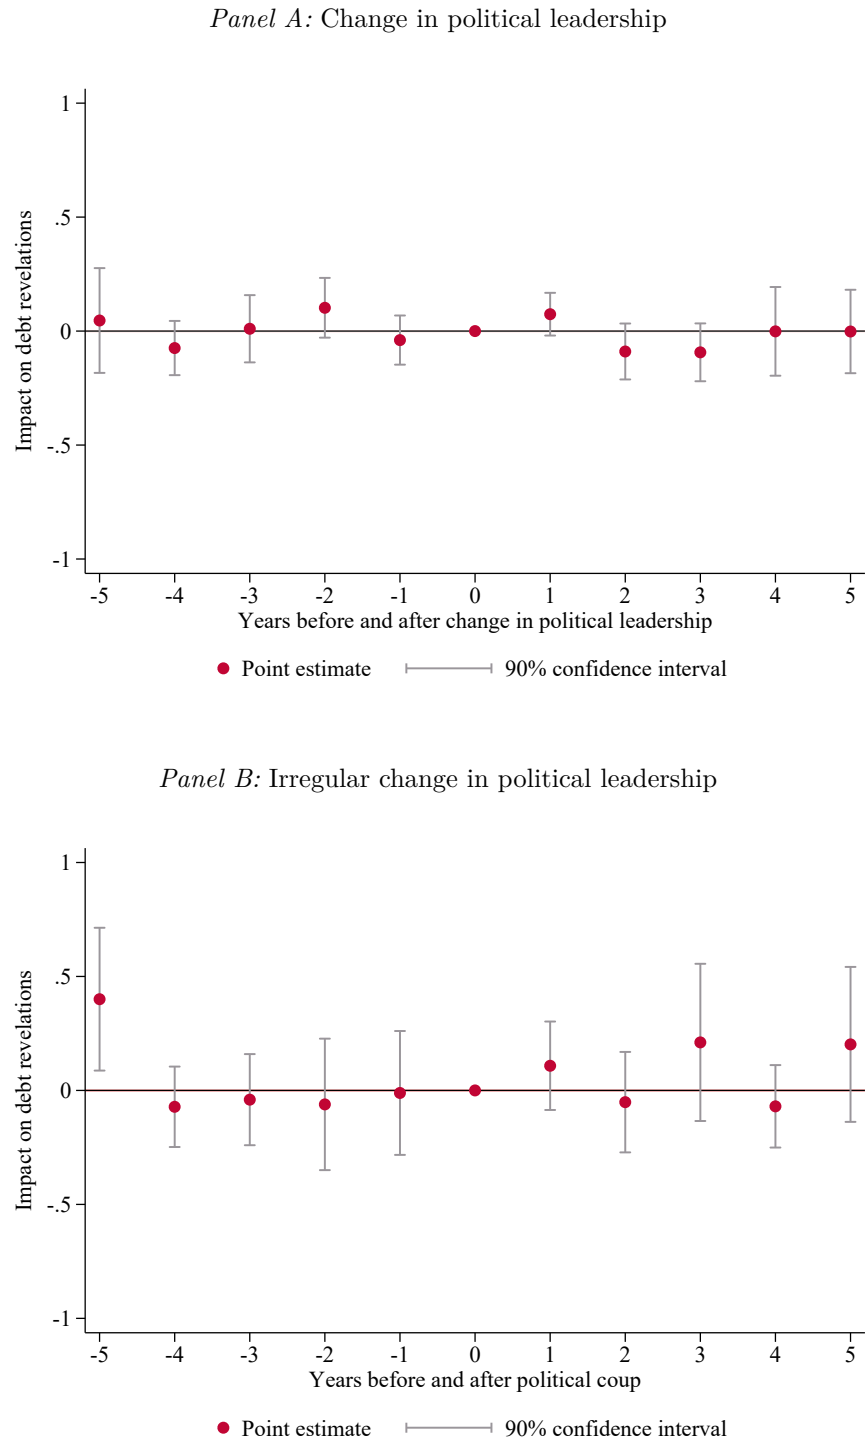 Panel A: Change in political leadership
1
.5
0
-.5
-1
Impact on debt revelations
-5 -4 -3 -2 -1 0 1 2 3 4 5
Years before and after change in political leadership
Point estimate 90% confidence interval
Panel B: Irregular change in political leadership
1
.5
0
-.5
-1
Impact on debt revelations
-5 -4 -3 -2 -1 0 1 2 3 4 5
Years before and after political coup
Point estimate 90% confidence interval